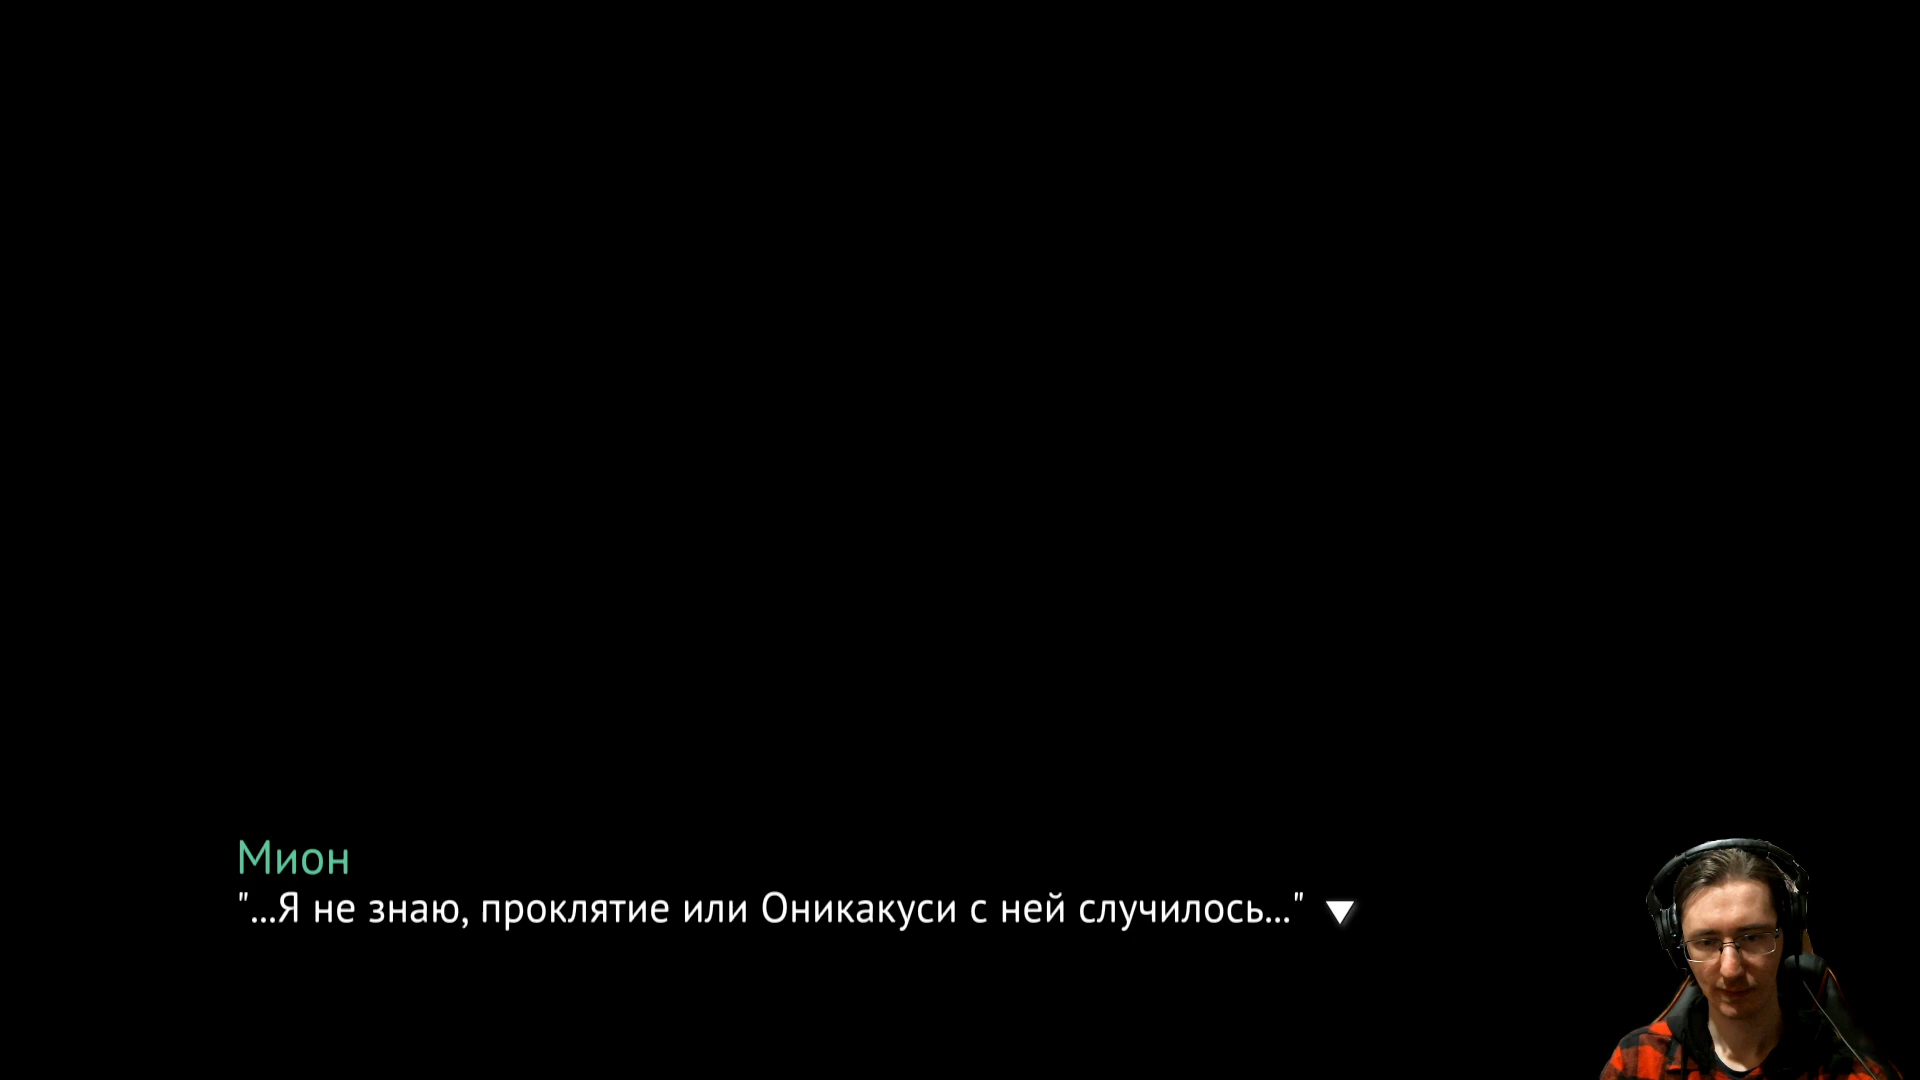 Мион
"...Я не знаю, проклятие или Оникакуси с ней случилось..."